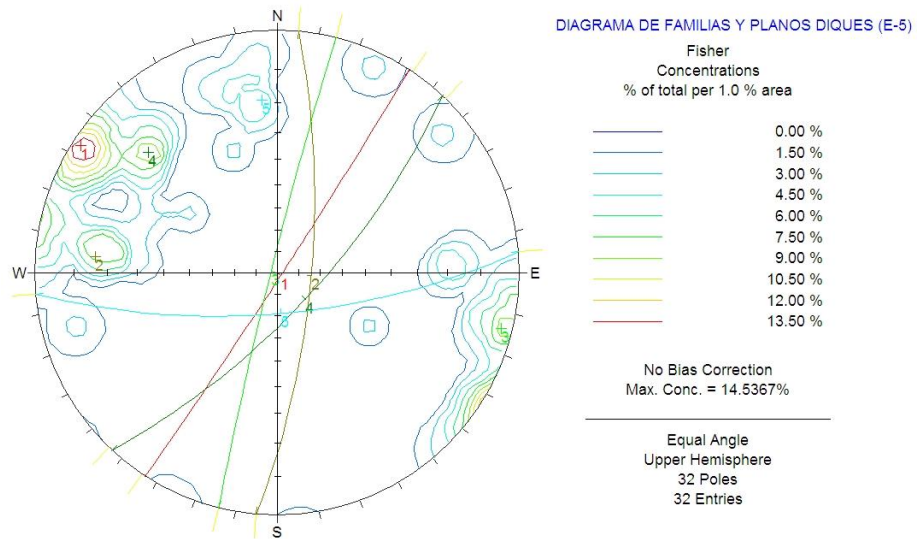 DIAGRAMA DE FAMILIAS Y PLANOS DIQUES (E-5)
Fisher
Concentrations
% of total per 1.0 % area
0.00 %
1.50 %
3.00 %
4.50 %
6.00 %
7.50 %
9.00 %
10.50 %
12.00 %
13.50 %
No Bias Correction
Max. Conc. = 14.5367%
Equal Angle
Upper Hemisphere
32 Poles
32 Entries
N
5
1
4
2
W
E
3
1
2
4
5
3
S